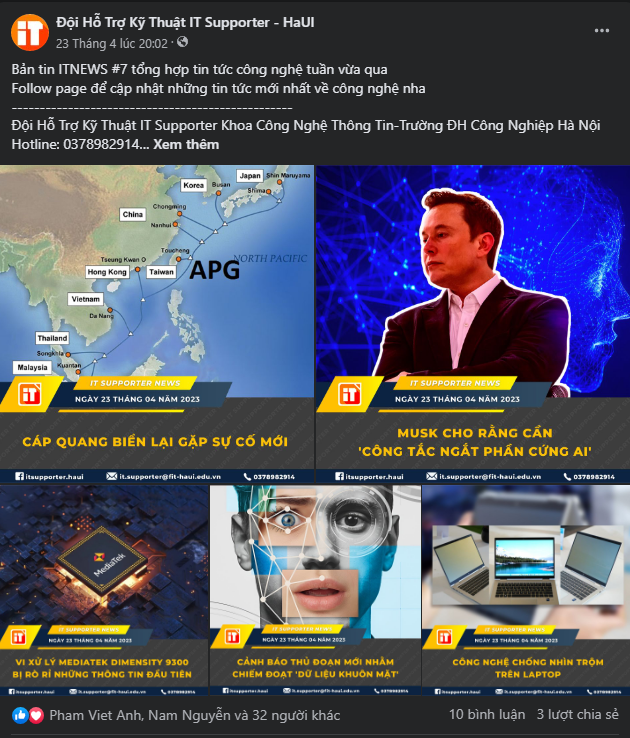 iT
Đội Hỗ Trợ Kỹ Thuật IT Supporter - HaUI
23 Tháng 4 lúc 20:02 ·
Bản tin ITNEWS #7 tổng hợp tin tức công nghệ tuần vừa qua
Follow page để cập nhật những tin tức mới nhất về công nghệ nha
--------------------------------------------------
Đội Hỗ Trợ Kỹ Thuật IT Supporter Khoa Công Nghệ Thông Tin-Trường ĐH Công Nghiệp Hà Nội
Hotline: 0378982914... Xem thêm
Japan
Shin Maruyama
Korea
Busan
Shima
China
Chongming
Nanhui
Toucheng
Tseung Kwan O
NORTH PACIFIC
Hong Kong
Taiwan
APG
Vietnam
Da Nang
Thailand
Songkhla
Kuantan
Malaysia
iT
IT SUPPORTER NEWS
NGÀY 23 THÁNG 04 NĂM 2023
CÁP QUANG BIỂN LẠI GẶP SỰ CỐ MỚI
itsupporter.haui it.supporter@fit-haui.edu.vn 0378982914
iT
IT SUPPORTER NEWS
NGÀY 23 THÁNG 04 NĂM 2023
MUSK CHO RẰNG CẦN
'CÔNG TẮC NGẮT PHẦN CỨNG AI'
itsupporter.haui it.supporter@fit-haui.edu.vn 0378982914
MediaTek
iT
IT SUPPORTER NEWS
NGÀY 23 THÁNG 04 NĂM 2023
VI XỬ LÝ MEDIATEK DIMENSITY 9300
BỊ RÒ RỈ NHỮNG THÔNG TIN ĐẦU TIÊN
itsupporter.haui it.supporter@fit-haui.edu.vn 0378982914
iT
IT SUPPORTER NEWS
NGÀY 23 THÁNG 04 NĂM 2023
CẢNH BÁO THỦ ĐOẠN MỚI NHẰM
CHIẾM ĐOẠT 'DỮ LIỆU KHUÔN MẶT'
itsupporter.haui it.supporter@fit-haui.edu.vn 0378982914
iT
IT SUPPORTER NEWS
NGÀY 23 THÁNG 04 NĂM 2023
CÔNG NGHỆ CHỐNG NHÌN TRỘM
TRÊN LAPTOP
itsupporter.haui it.supporter@fit-haui.edu.vn 0378982914
Pham Viet Anh, Nam Nguyễn và 32 người khác
10 bình luận 3 lượt chia sẻ